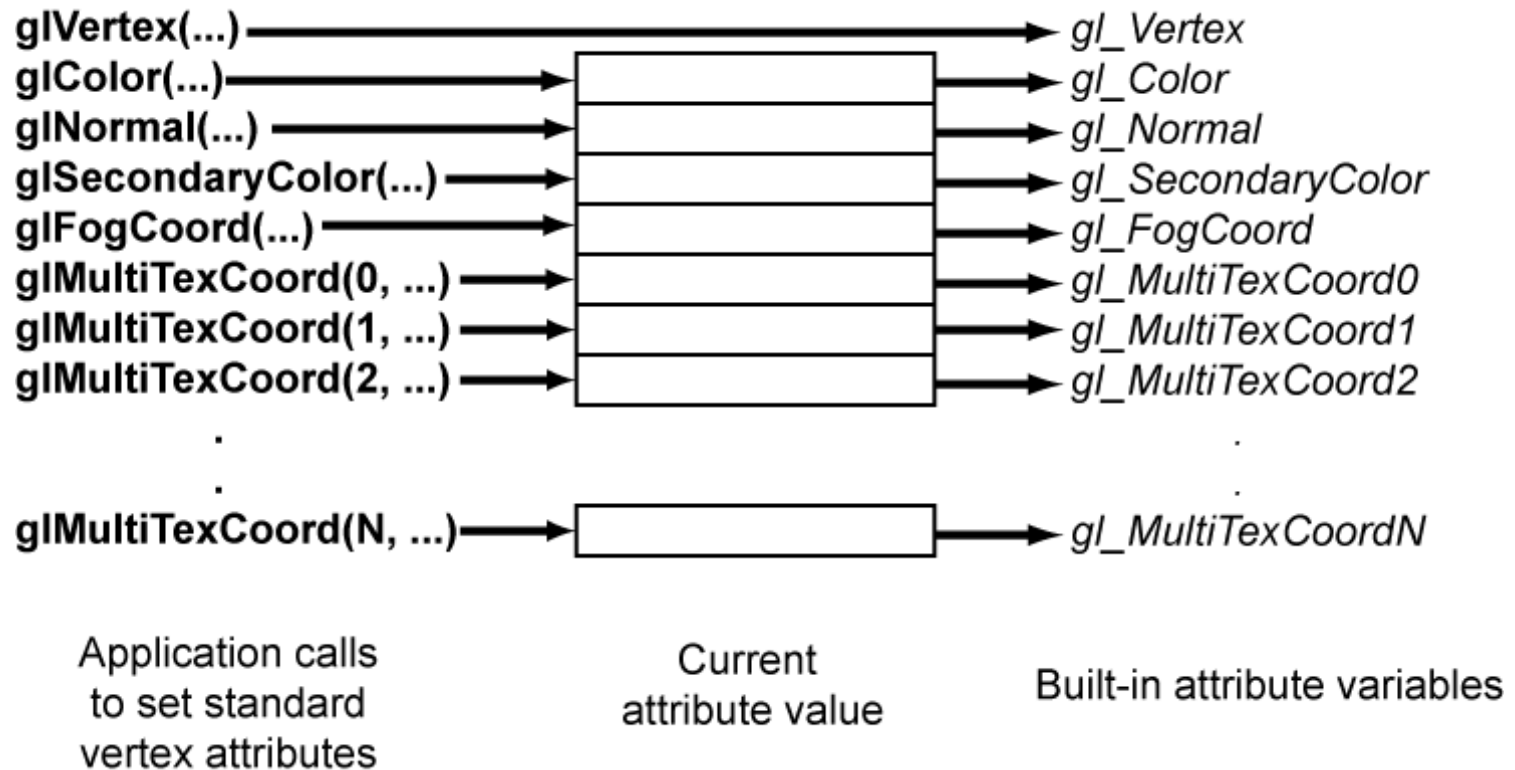 glVertex(...) gl_Vertex
glColor(...) gl_Color
glNormal(...) gl_Normal
glSecondaryColor(...) gl_SecondaryColor
glFogCoord(...) gl_FogCoord
glMultiTexCoord(0, ...) gl_MultiTexCoord0
glMultiTexCoord(1, ...) gl_MultiTexCoord1
glMultiTexCoord(2, ...) gl_MultiTexCoord2
. .
. .
glMultiTexCoord(N, ...) gl_MultiTexCoordN
Application calls
to set standard
vertex attributes
Current
attribute value
Built-in attribute variables